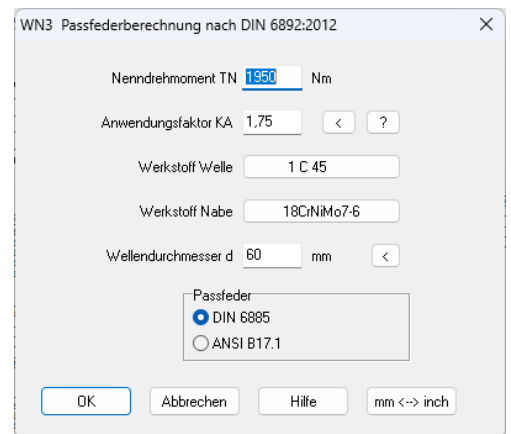 WN3 Passfederberechnung nach DIN 6892:2012
Nenndrehmoment TN 1950 Nm
Anwendungsfaktor KA 1,75 < ?
Werkstoff Welle 1 C 45
Werkstoff Nabe 18CrNiMo7-6
Wellendurchmesser d 60 mm <
Passfeder
DIN 6885
ANSI B17.1
OK Abbrechen Hilfe mm <--> inch